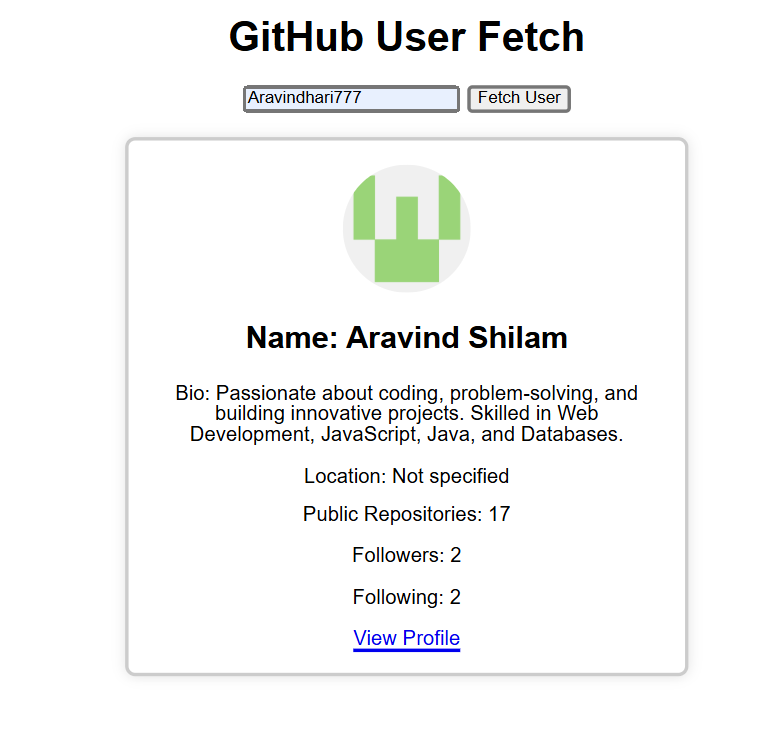 GitHub User Fetch
Aravindhari777 Fetch User
Name: Aravind Shilam
Bio: Passionate about coding, problem-solving, and
building innovative projects. Skilled in Web
Development, JavaScript, Java, and Databases.
Location: Not specified
Public Repositories: 17
Followers: 2
Following: 2
View Profile